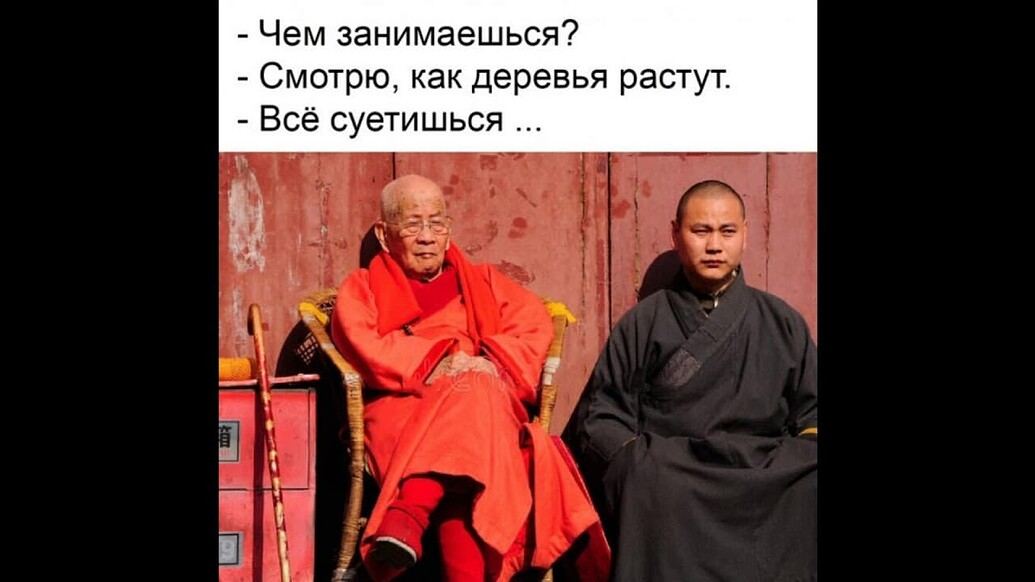 - Чем занимаешься?
- Смотрю, как деревья растут.
- Всё суетишься ...